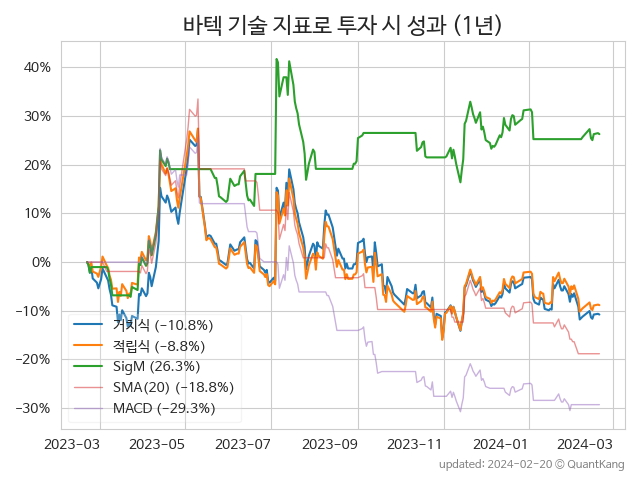 바텍 기술 지표로 투자 시 성과 (1년)
40%
30%
20%
10%
0%
−10%
−20%
−30%
거치식 (−10.8%)
적립식 (−8.8%)
SigM (26.3%)
SMA(20) (−18.8%)
MACD (−29.3%)
2023-03 2023-05 2023-07 2023-09 2023-11 2024-01 2024-03
updated: 2024-02-20 © QuantKang